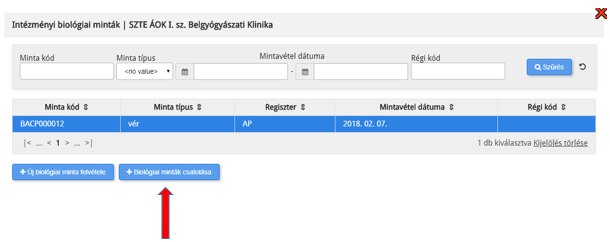 Intézményi biológiai minták | SZTE ÁOK I. sz. Belgyógyászati Klinika
Minta kód Minta típus Mintavétel dátuma Régi kód
<no value> - Szűrés
Minta kód Minta típus Regiszter Mintavétel dátuma Régi kód
BACP000012 vér AP 2018. 02. 07.
|< ... < 1 > ... >| 1 db kiválasztva Kijelölés törlése
+ Új biológiai minta felvétele + Biológiai minták csatolása